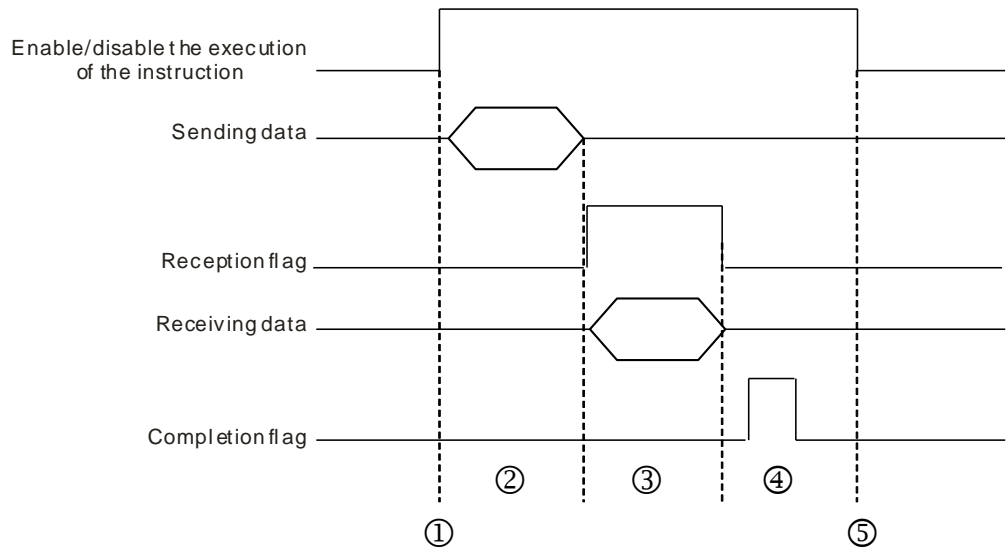 Enable/disable the execution
of the instruction
Sending data
Reception flag
Receiving data
Completion flag
② ③ ④
① ⑤